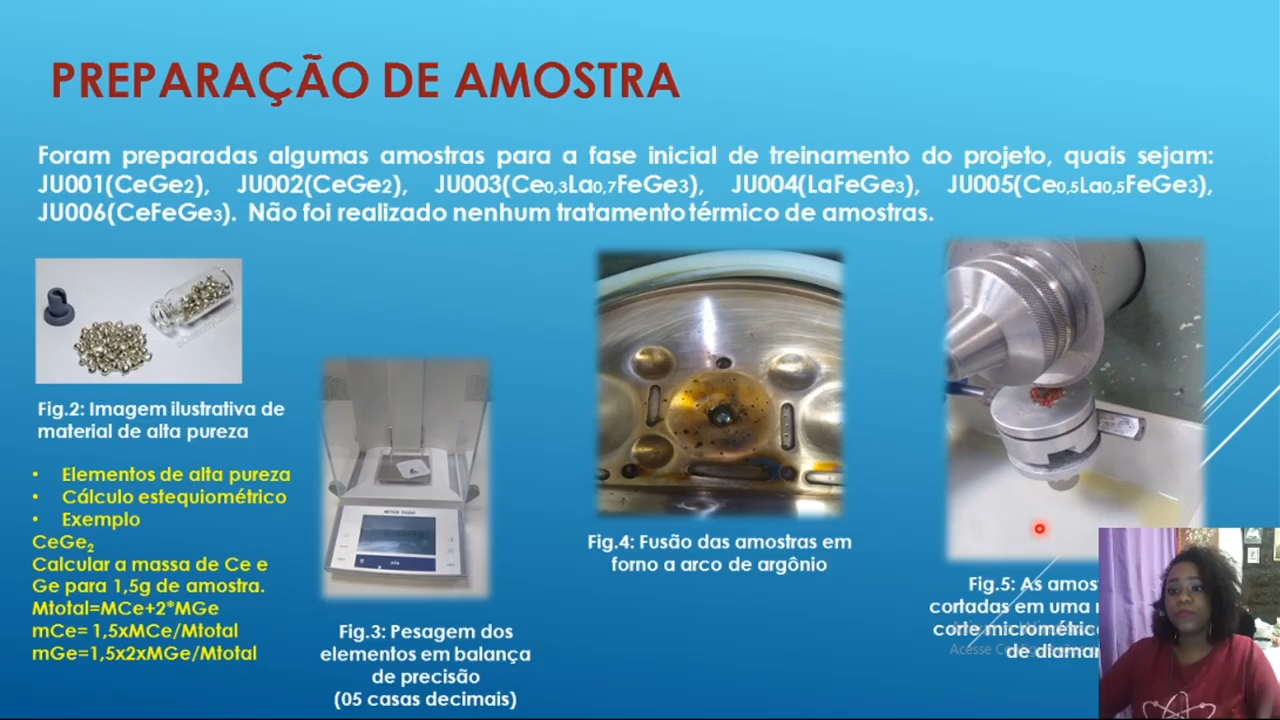 PREPARAÇÃO DE AMOSTRA
Foram preparadas algumas amostras para a fase inicial de treinamento do projeto, quais sejam:
JU001(CeGe2), JU002(CeGe2), JU003(Ce0,3La0,7FeGe3), JU004(LaFeGe3), JU005(Ce0,5La0,5FeGe3),
JU006(CeFeGe3). Não foi realizado nenhum tratamento térmico de amostras.
Fig.2: Imagem ilustrativa de
material de alta pureza
• Elementos de alta pureza
• Cálculo estequiométrico
• Exemplo
CeGe2
Calcular a massa de Ce e
Ge para 1,5g de amostra.
Mtotal=MCe+2*MGe
mCe= 1,5xMCe/Mtotal
mGe=1,5x2xMGe/Mtotal
Fig.3: Pesagem dos
elementos em balança
de precisão
(05 casas decimais)
Fig.4: Fusão das amostras em
forno a arco de argônio
Fig.5: As
cortadas em uma
corte
de
Acesse